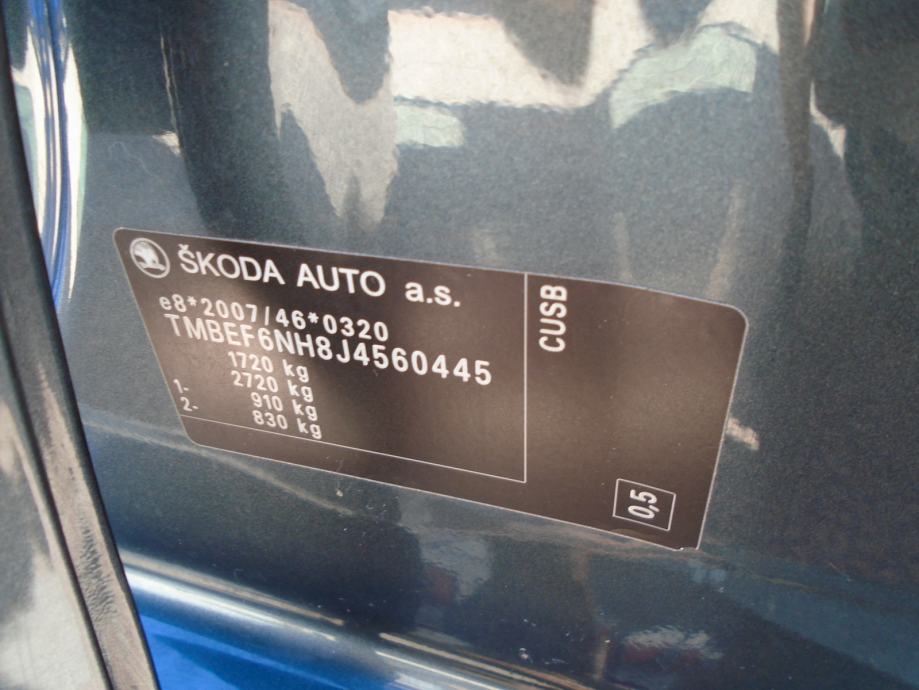 ŠKODA AUTO a.s.
e8*2007/46*0320
TMBEF6NH8J4560445
1720 kg
2720 kg
1- 910 kg
2- 830 kg
CUSB
0,5